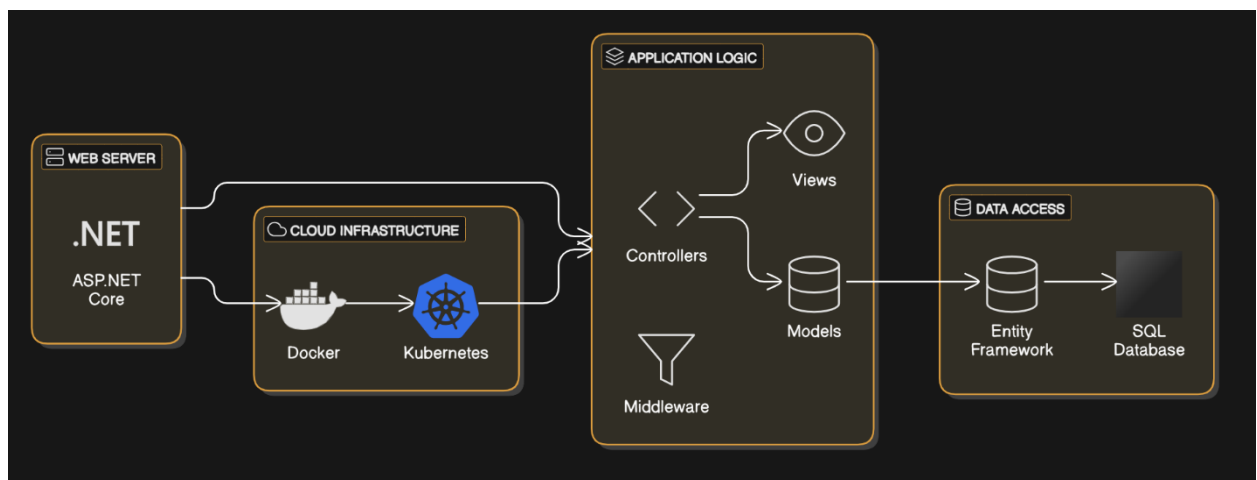 WEB SERVER
.NET
ASP.NET
Core
CLOUD INFRASTRUCTURE
Docker
Kubernetes
APPLICATION LOGIC
Views
Controllers
Models
Middleware
DATA ACCESS
Entity
Framework
SQL
Database